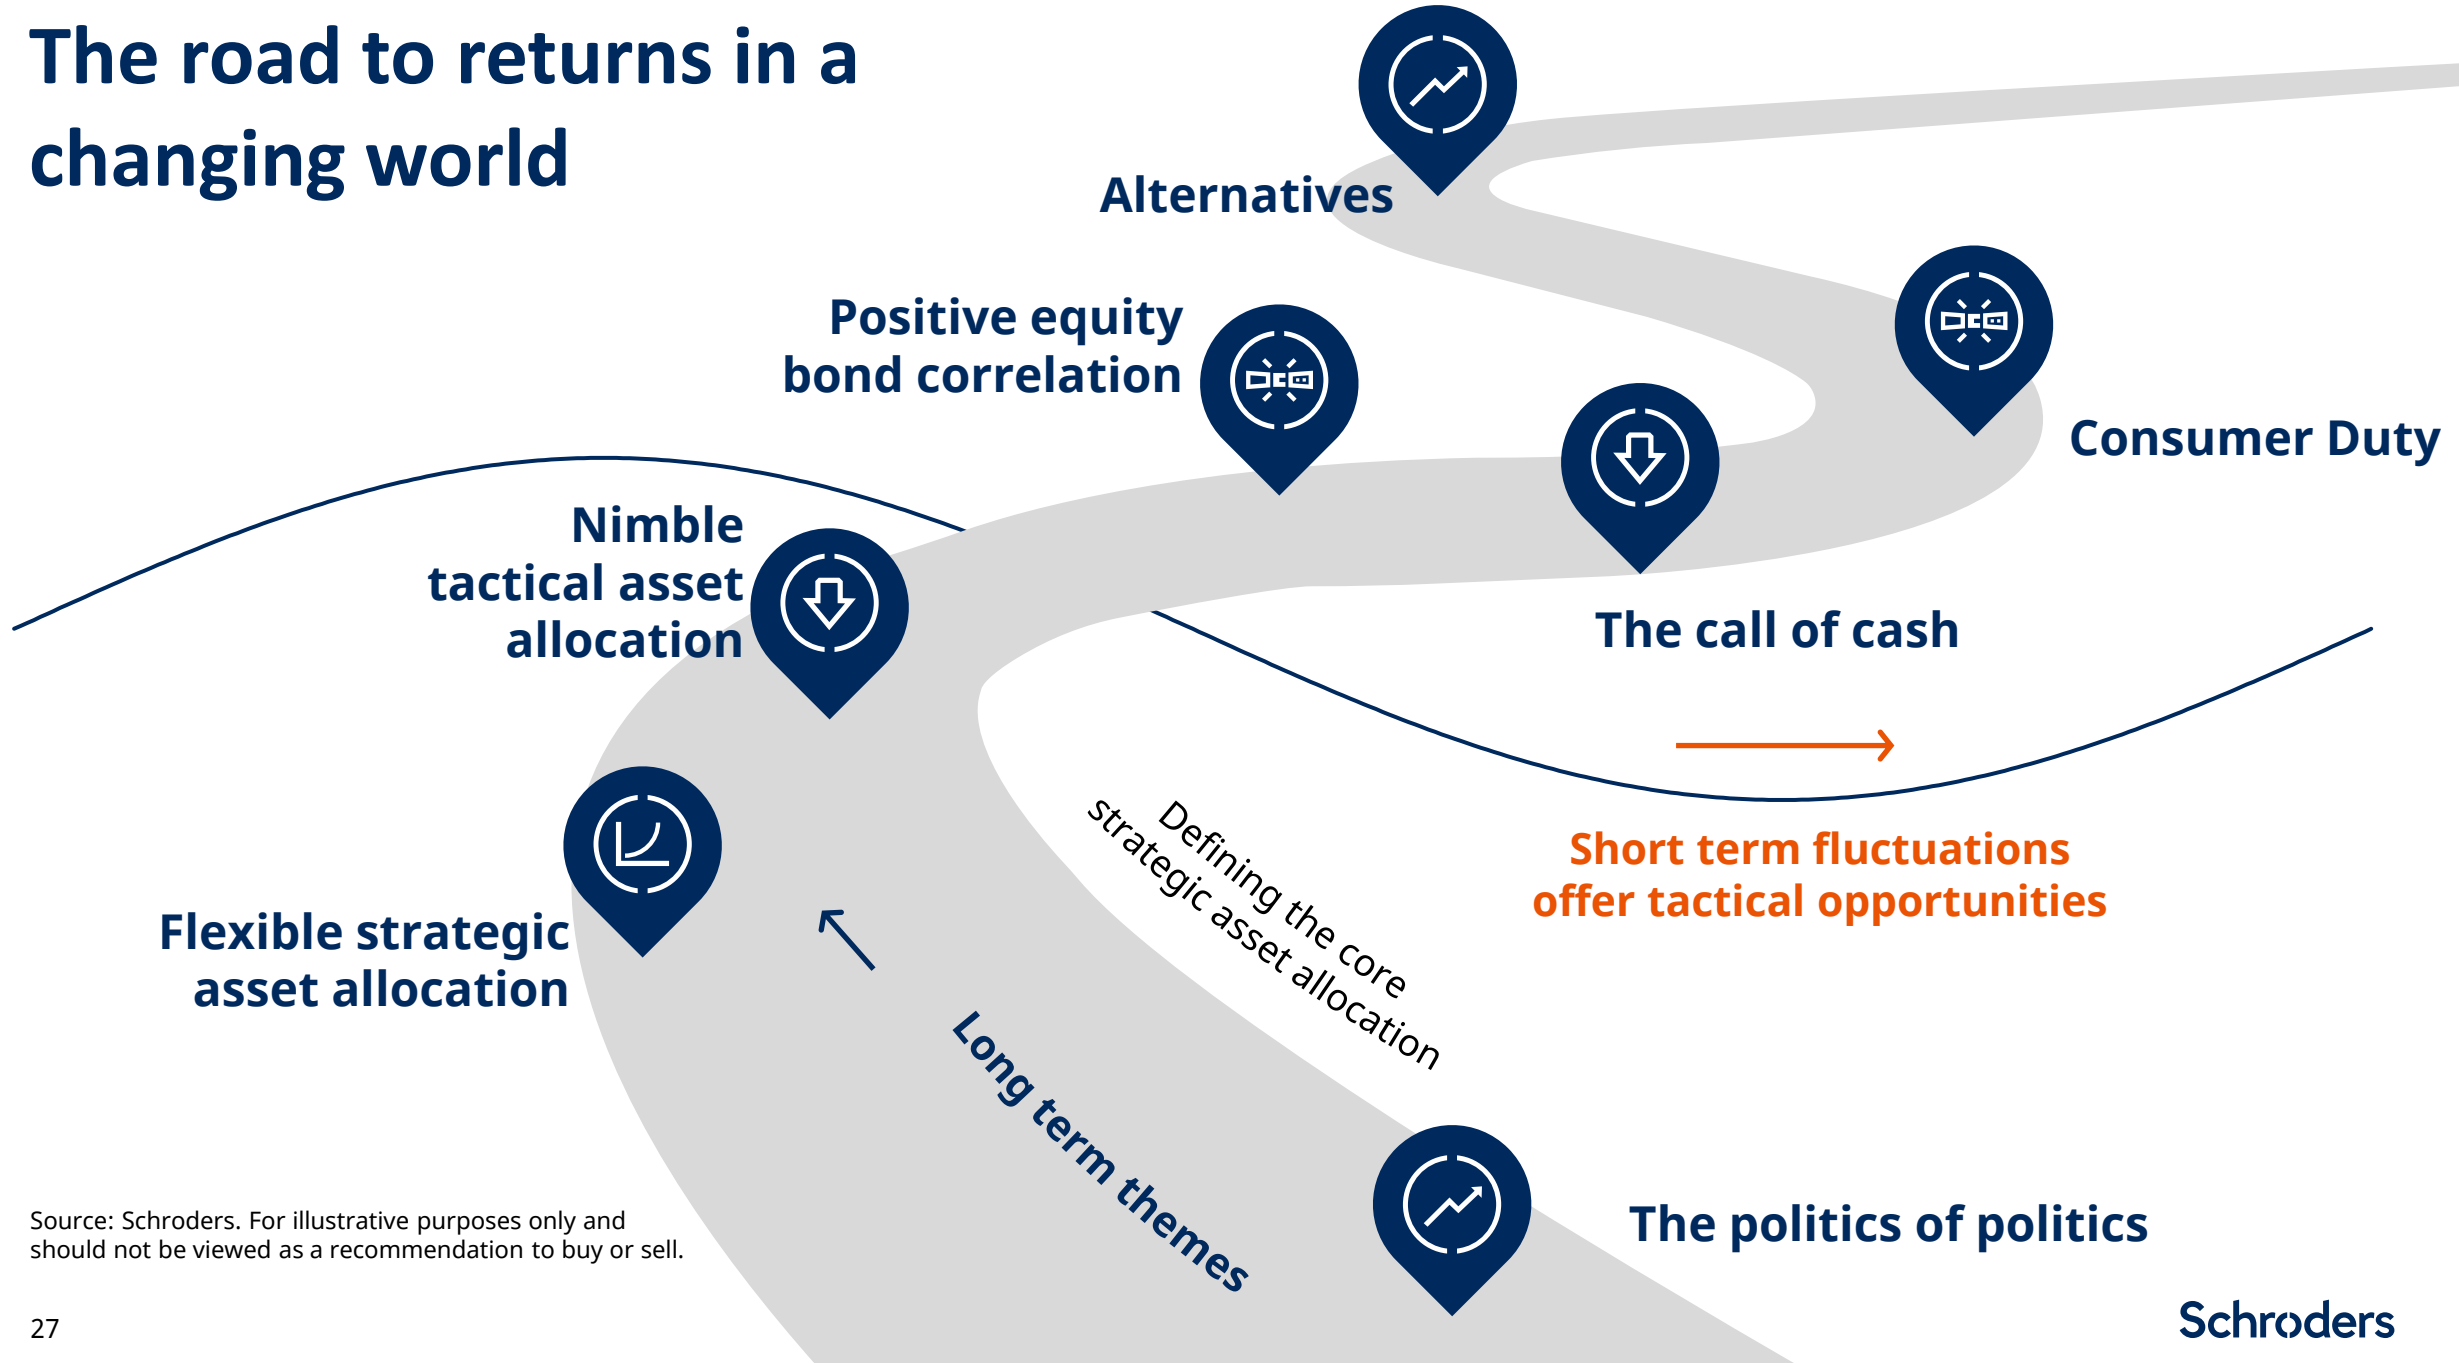 The road to returns in a
changing world
Alternatives
Positive equity
bond correlation
Consumer Duty
Nimble
tactical asset
allocation
The call of cash
Short term fluctuations
offer tactical opportunities
Defining the core
strategic asset allocation
Flexible strategic
asset allocation
Long term themes
The politics of politics
Source: Schroders. For illustrative purposes only and
should not be viewed as a recommendation to buy or sell.
27
Schroders